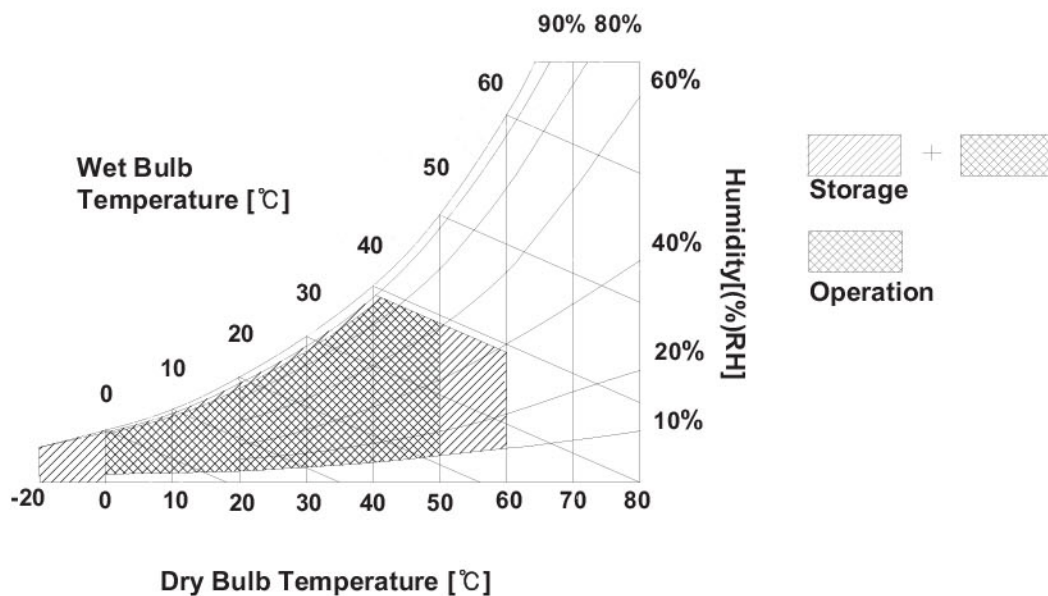 90% 80%
60
60%
Wet Bulb
Temperature [℃]
50
Storage
40
40%
Humidity[(%)RH]
30
Operation
20
20%
10
0
10%
-20 0 10 20 30 40 50 60 70 80
Dry Bulb Temperature [℃]